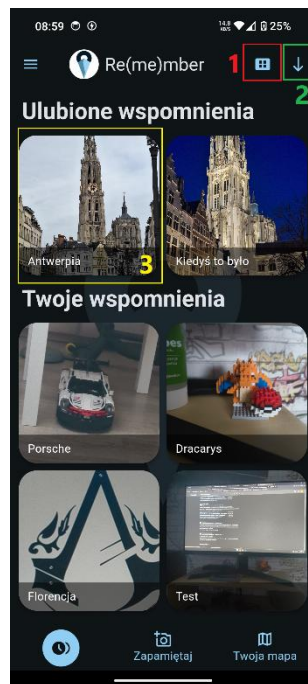 08:59
14,8
KB/S
25%
Re(me)mber
1
2
Ulubione wspomnienia
Antwerpia
3
Kiedyś to było
Twoje wspomnienia
Porsche
Dracarys
Florencja
Test
Zapamiętaj
Twoja mapa